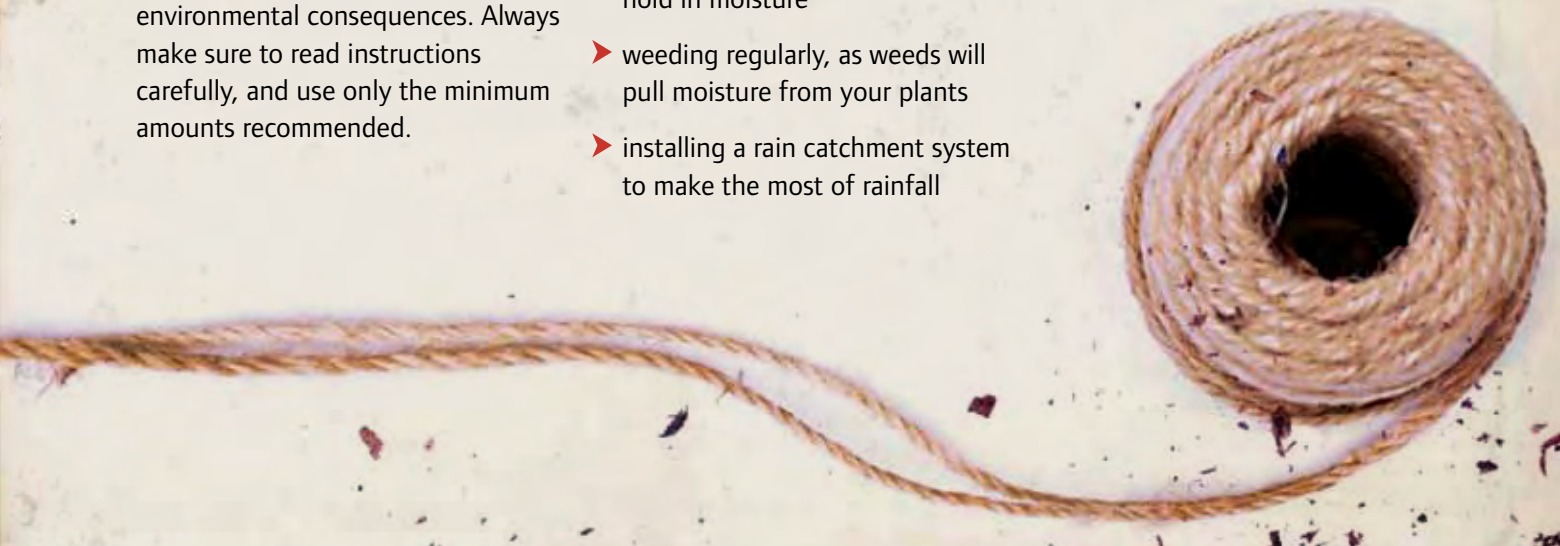 environmental consequences. Always
make sure to read instructions
carefully, and use only the minimum
amounts recommended.
hold in moisture
weeding regularly, as weeds will
pull moisture from your plants
installing a rain catchment system
to make the most of rainfall